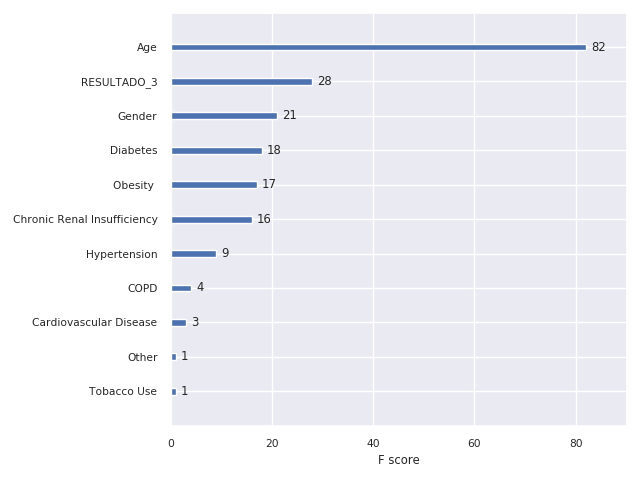 Age 82
RESULTADO_3 28
Gender 21
Diabetes 18
Obesity 17
Chronic Renal Insufficiency 16
Hypertension 9
COPD 4
Cardiovascular Disease 3
Other 1
Tobacco Use 1
0 20 40 60 80
F score